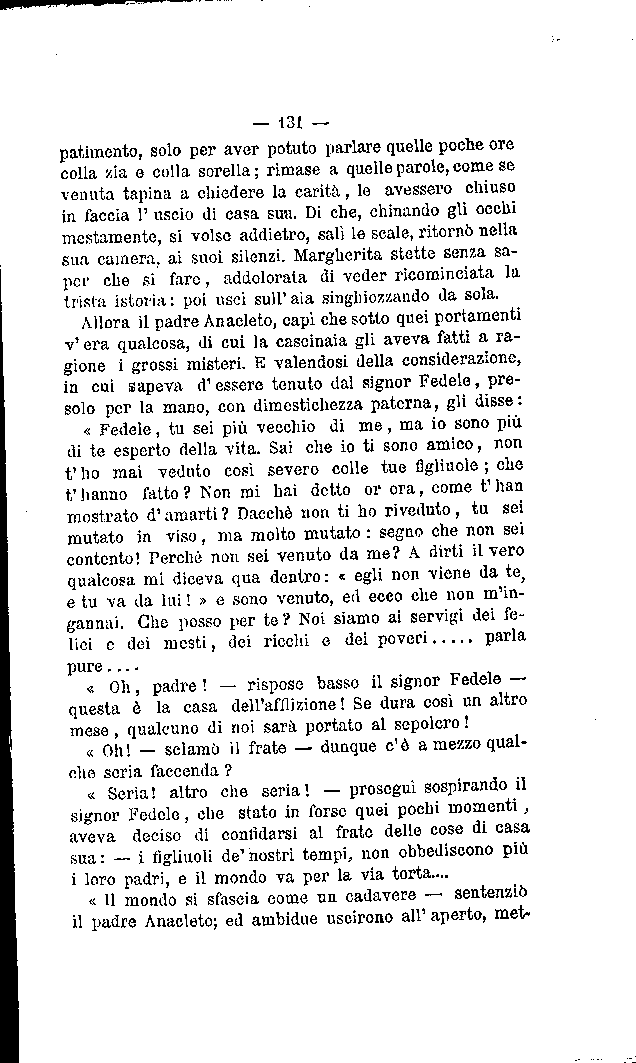 — 131 —
patimento, solo per aver potuto parlare quelle poche ore
colla zia e colla sorella; rimase a quelle parole, come se
venuta tapina a chiedere la carità, le avessero chiuso
in faccia l' uscio di casa sua. Di che, chinando gli occhi
mestamente, si volse addietro, salì le scale, ritornò nella
sua camera, ai suoi silenzi. Margherita stette senza sa-
per che si fare, addolorata di veder ricominciata la
trista istoria: poi uscì sull' aia singhiozzando da sola.
Allora il padre Anacleto, capì che sotto quei portamenti
v' era qualcosa, di cui la cascinaia gli aveva fatti a ra-
gione i grossi misteri. E valendosi della considerazione,
in cui sapeva d' essere tenuto dal signor Fedele, pre-
solo per la mano, con dimestichezza paterna, gli disse:
« Fedele, tu sei più vecchio di me, ma io sono più
di te esperto della vita. Sai che io ti sono amico, non
t' ho mai veduto così severo colle tue figliuole; che
t' hanno fatto? Non mi hai detto or ora, come t' han
mostrato d' amarti? Dacchè non ti ho riveduto, tu sei
mutato in viso, ma molto mutato: segno che non sei
contento! Perchè non sei venuto da me? A dirti il vero
qualcosa mi diceva qua dentro: « egli non viene da te,
e tu va da lui! » e sono venuto, ed ecco che non m'in-
gannai. Che posso per te? Noi siamo ai servigi dei fe-
lici e dei mesti, dei ricchi e dei poveri..... parla
pure....
« Oh, padre! — rispose basso il signor Fedele —
questa è la casa dell'afflizione! Se dura così un altro
mese, qualcuno di noi sarà portato al sepolcro!
« Oh! — sclamò il frate — dunque c'è a mezzo qual-
che seria faccenda?
« Seria! altro che seria! — proseguì sospirando il
signor Fedele, che stato in forse quei pochi momenti,
aveva deciso di confidarsi al frate delle cose di casa
sua: — i figliuoli de' nostri tempi, non obbediscono più
i loro padri, e il mondo va per la via torta....
« Il mondo si sfascia come un cadavere — sentenziò
il padre Anacleto; ed ambidue uscirono all' aperto, met-